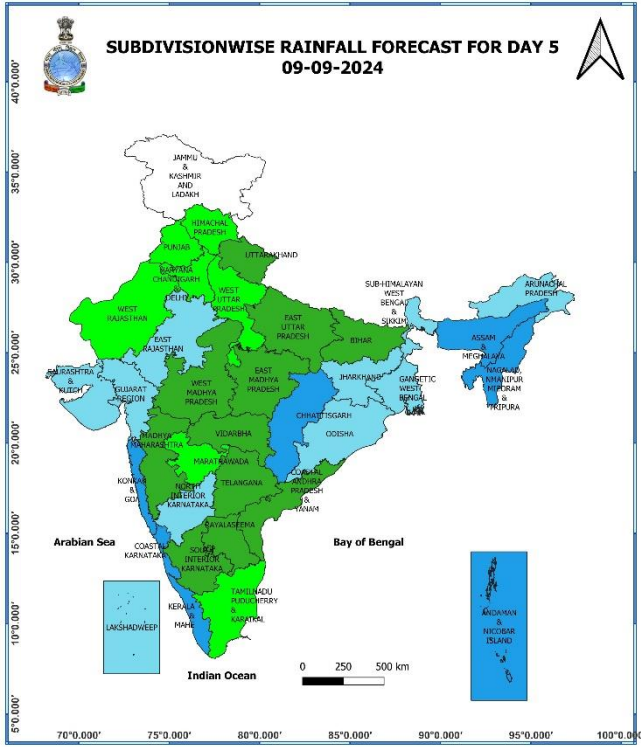 SUBDIVISIONWISE RAINFALL FORECAST FOR DAY 5
09-09-2024
40°0.000'
35°0.000'
30°0.000'
25°0.000'
20°0.000'
15°0.000'
10°0.000'
5°0.000'
JAMMU
&
KASHMIR
AND
LADAKH
HIMACHAL
PRADESH
PUNJAB
UTTARAKHAND
HARYANA
CHANDIGARH
&
DELHI
WEST
UTTAR
PRADESH
WEST
RAJASTHAN
EAST
RAJASTHAN
EAST
UTTAR
PRADESH
BIHAR
SUB-HIMALAYAN
WEST
BENGAL
&
SIKKIM
ARUNACHAL
PRADESH
ASSAM
&
MEGHALAYA
NAGALAD,
NMANIPUR
MIZORAM
&
TRIPURA
SAURASHTRA
&
KUTCH
GUJARAT
REGION
WEST
MADHYA
PRADESH
EAST
MADHYA
PRADESH
JHARKHAND
GANGETIC
WEST
BENGAL
CHHATTISGARH
ODISHA
MADHYA
MAHARASHTRA
VIDARBHA
MARATHWADA
KONKAN
&
GOA
NORTH
INTERIOR
KARNATAKA
TELANGANA
COASTAL
ANDHRA
PRADESH
&
YANAM
RAYALASEEMA
COASTAL
KARNATAKA
SOUTH
INTERIOR
KARNATAKA
TAMILNADU
PUDUCHERRY
&
KARAIKAL
KERALA
&
MAHE
LAKSHADWEEP
ANDAMAN
&
NICOBAR
ISLAND
Arabian Sea
Bay of Bengal
Indian Ocean
0 250 500 km
70°0.000' 75°0.000' 80°0.000' 85°0.000' 90°0.000' 95°0.000' 100°0.000'